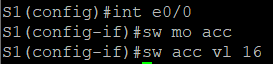 S1(config)#int e0/0
S1(config-if)#sw mo acc
S1(config-if)#sw acc vl 16